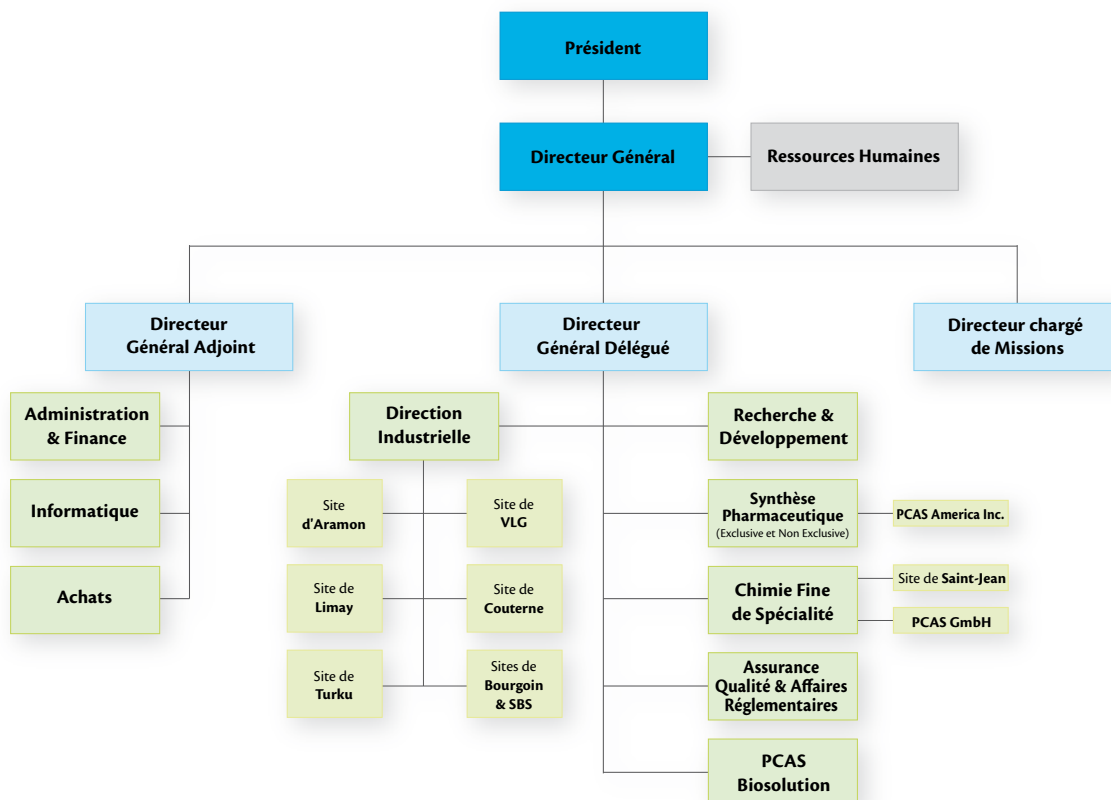 Président
Directeur Général
Ressources Humaines
Directeur
Général Adjoint
Directeur
Général Délégué
Directeur chargé
de Missions
Administration
& Finance
Informatique
Achats
Direction
Industrielle
Site
d'Aramon
Site de
VLG
Site de
Limay
Site de
Couterne
Site de
Turku
Sites de
Bourgoin
& SBS
Recherche &
Développement
Synthèse
Pharmaceutique
(Exclusive et Non Exclusive)
PCAS America Inc.
Chimie Fine
de Spécialité
Site de Saint-Jean
PCAS GmbH
Assurance
Qualité & Affaires
Réglementaires
PCAS
Biosolution